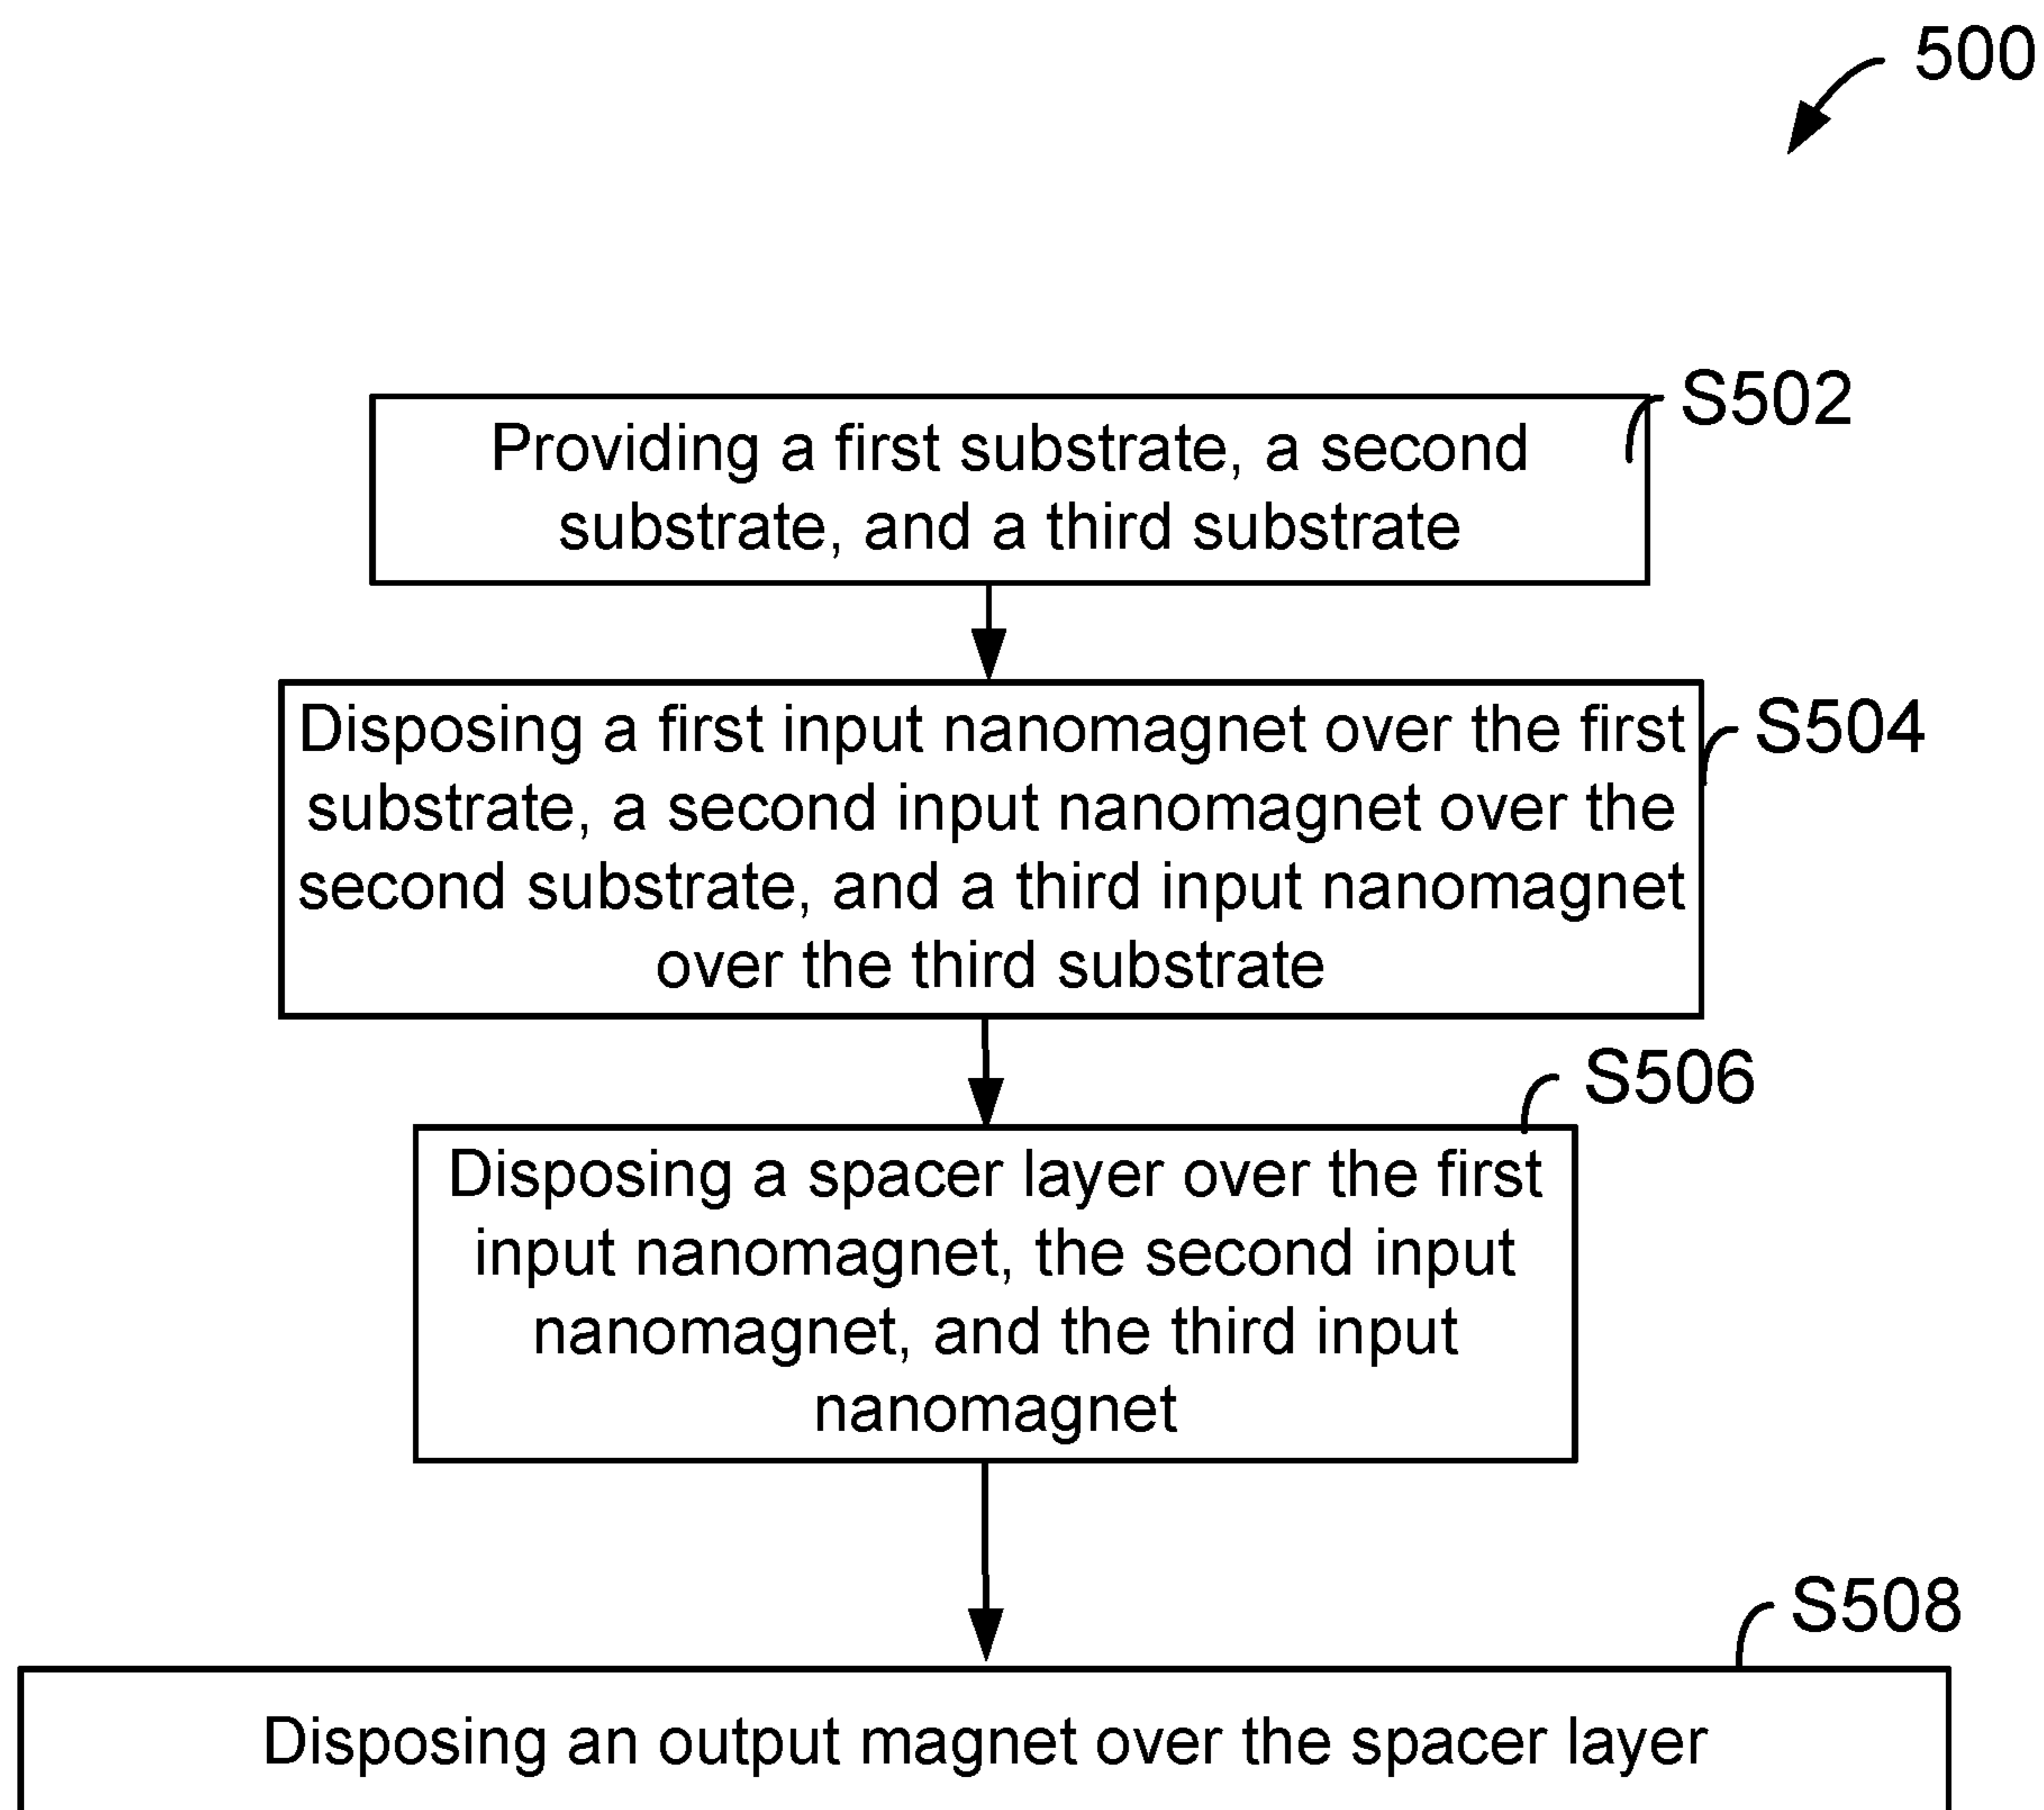 500
S502
Providing a first substrate, a second
substrate, and a third substrate
S504
Disposing a first input nanomagnet over the first
substrate, a second input nanomagnet over the
second substrate, and a third input nanomagnet
over the third substrate
S506
Disposing a spacer layer over the first
input nanomagnet, the second input
nanomagnet, and the third input
nanomagnet
S508
Disposing an output magnet over the spacer layer